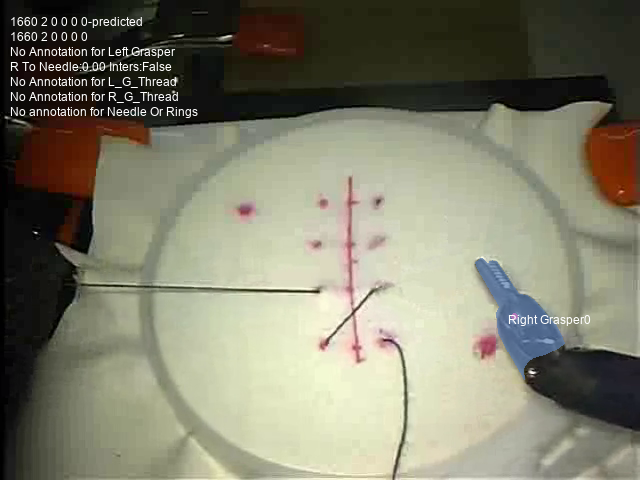 1660 2 0 0 0 0-predicted
1660 2 0 0 0 0
No Annotation for Left Grasper
R To Needle:0.00 Inters:False
No Annotation for L_G_Thread
No Annotation for R_G_Thread
No annotation for Needle Or Rings
Right Grasper0